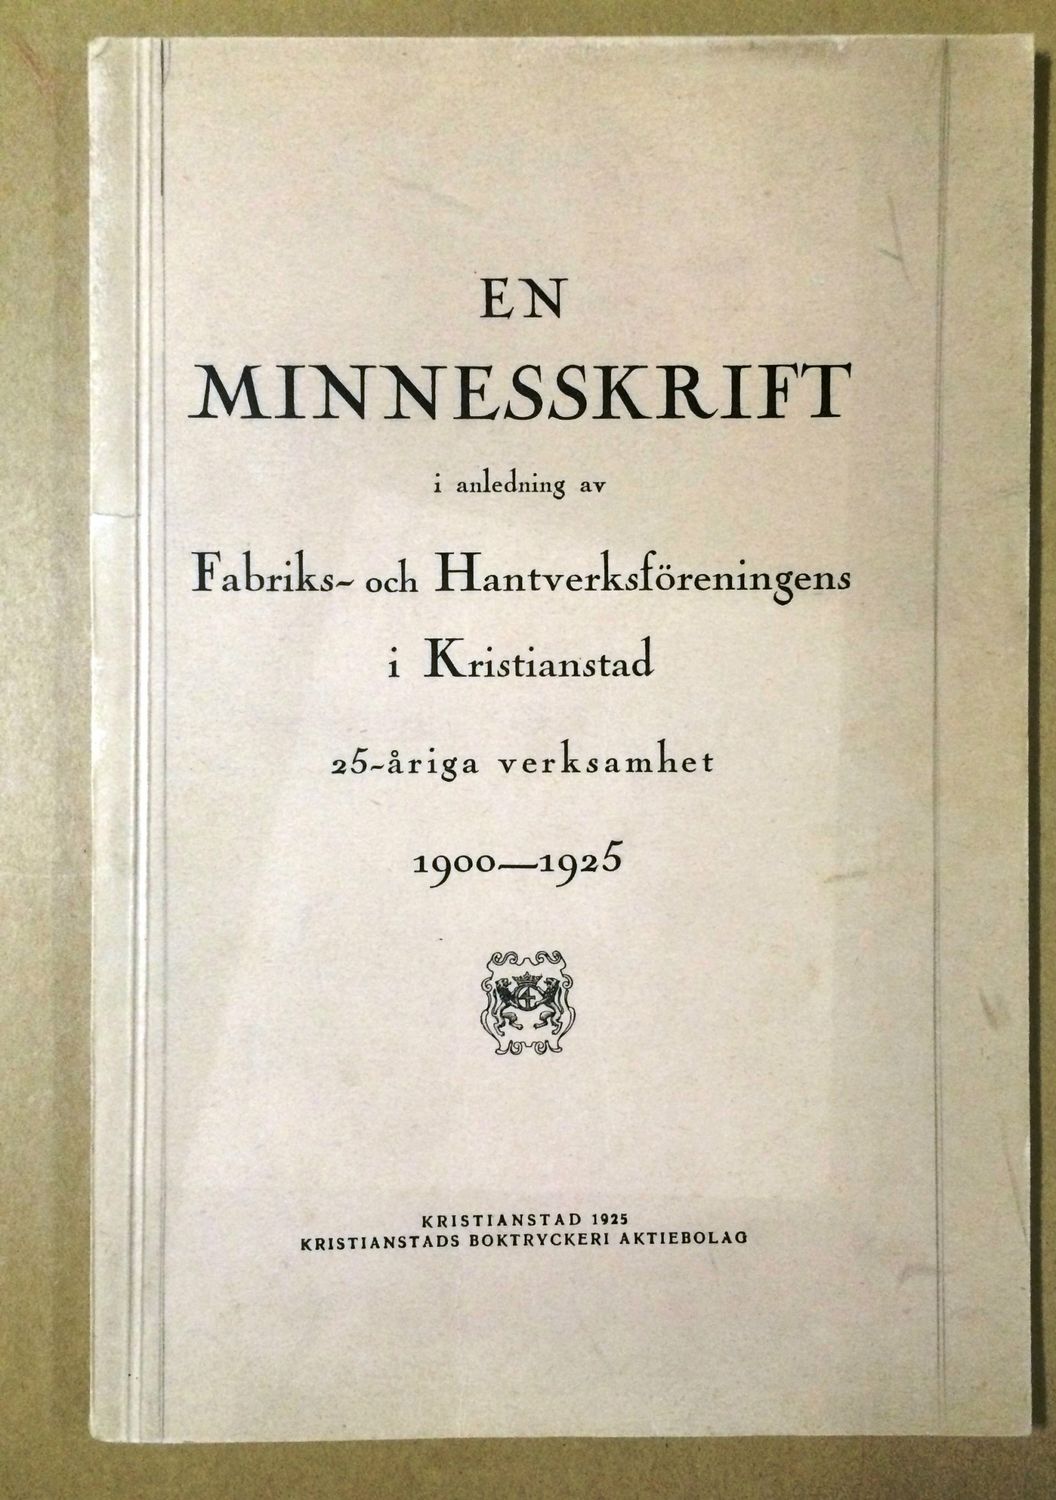 EN
MINNESSKRIFT
i anledning av
Fabriks- och Hantverksföreningens
i Kristianstad
25-åriga verksamhet
1900—1925
KRISTIANSTAD 1925
KRISTIANSTADS BOKTRYCKERI AKTIEBOLAG